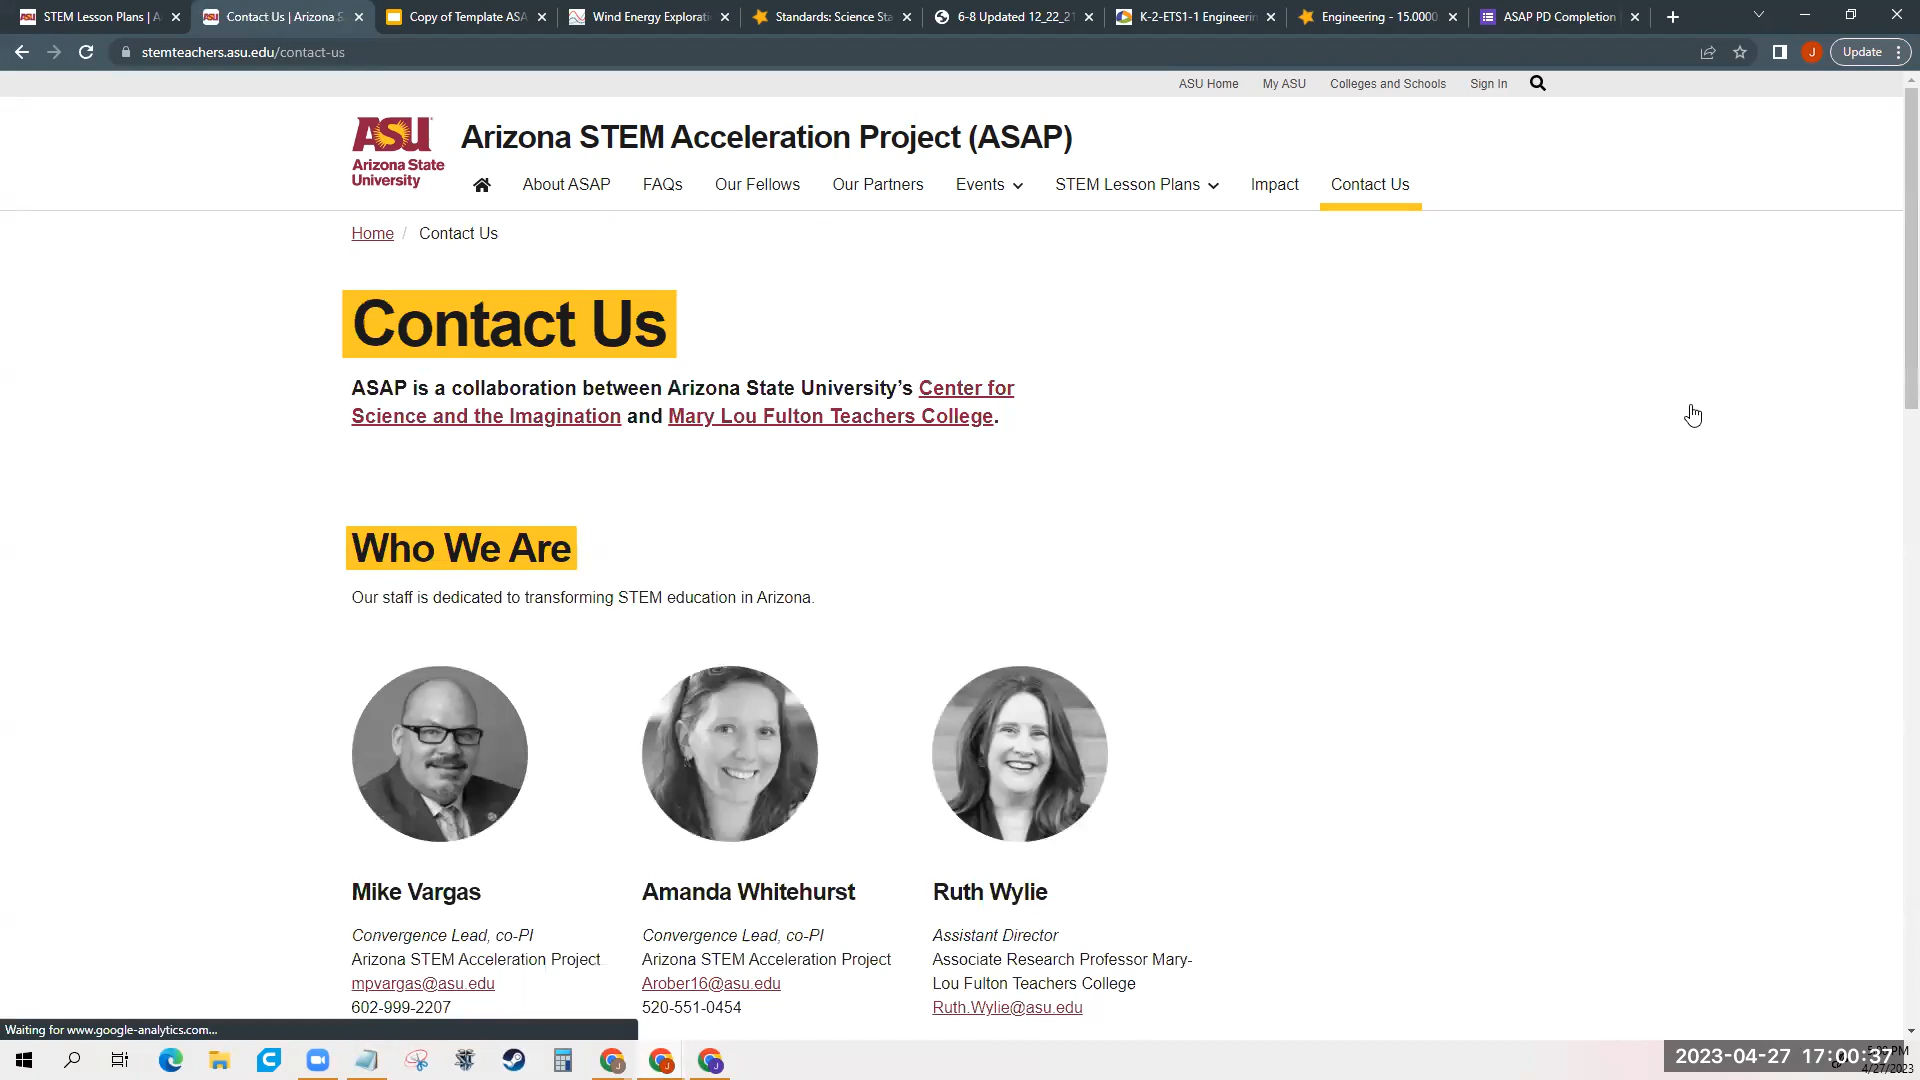 STEM Lesson Plans | A
Contact Us | Arizona S
Copy of Template ASA
Wind Energy Explorati
Standards: Science Sta
6-8 Updated 12_22_21
K-2-ETS1-1 Engineerin
Engineering - 15.0000
ASAP PD Completion
stemteachers.asu.edu/contact-us
J
Update
ASU Home
My ASU
Colleges and Schools
Sign In
ASU
Arizona State
University
Arizona STEM Acceleration Project (ASAP)
About ASAP
FAQs
Our Fellows
Our Partners
Events
STEM Lesson Plans
Impact
Contact Us
Home / Contact Us
Contact Us
ASAP is a collaboration between Arizona State University’s Center for
Science and the Imagination and Mary Lou Fulton Teachers College.
Who We Are
Our staff is dedicated to transforming STEM education in Arizona.
Mike Vargas
Convergence Lead, co-PI
Arizona STEM Acceleration Project
mpvargas@asu.edu
602-999-2207
Amanda Whitehurst
Convergence Lead, co-PI
Arizona STEM Acceleration Project
Arober16@asu.edu
520-551-0454
Ruth Wylie
Assistant Director
Associate Research Professor Mary-
Lou Fulton Teachers College
Ruth.Wylie@asu.edu
Waiting for www.google-analytics.com...
2023-04-27 17:00:37
4/27/2023